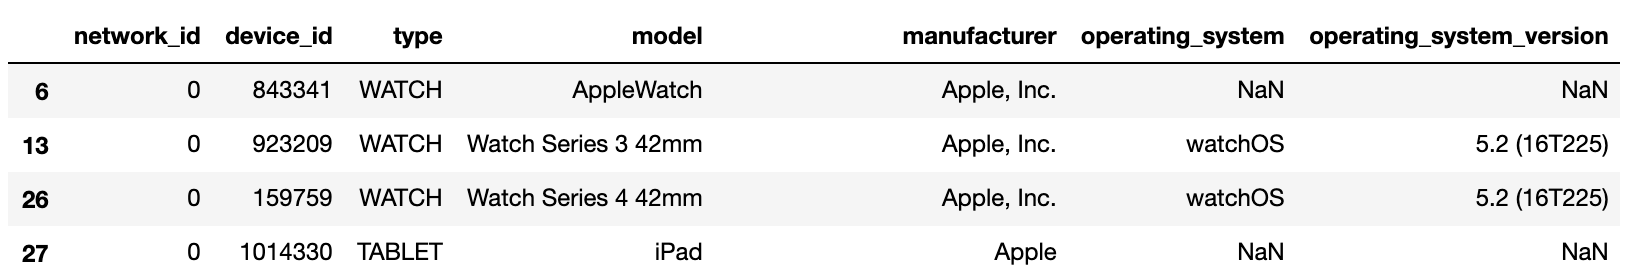 network_id device_id type model manufacturer operating_system operating_system_version
6 0 843341 WATCH AppleWatch Apple, Inc. NaN NaN
13 0 923209 WATCH Watch Series 3 42mm Apple, Inc. watchOS 5.2 (16T225)
26 0 159759 WATCH Watch Series 4 42mm Apple, Inc. watchOS 5.2 (16T225)
27 0 1014330 TABLET iPad Apple NaN NaN